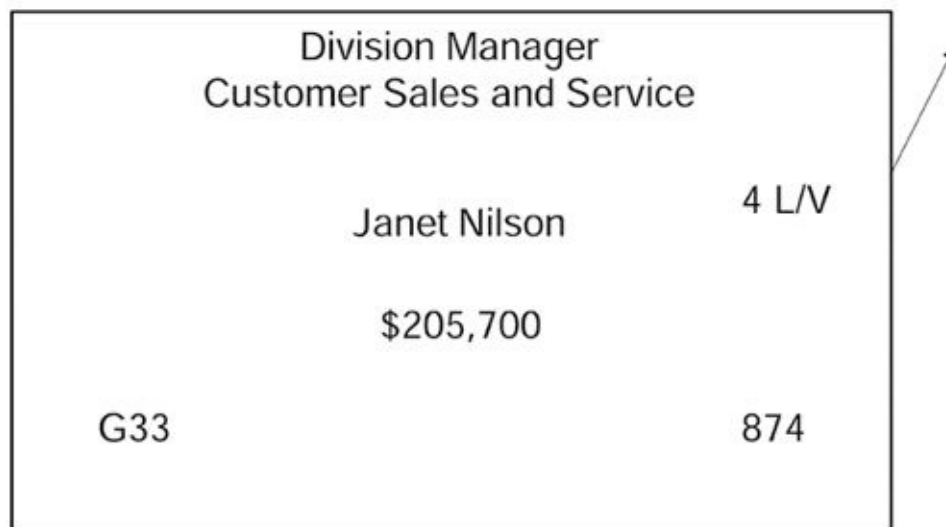 Division Manager
Customer Sales and Service
4 L/V
Janet Nilson
$205,700
G33 874